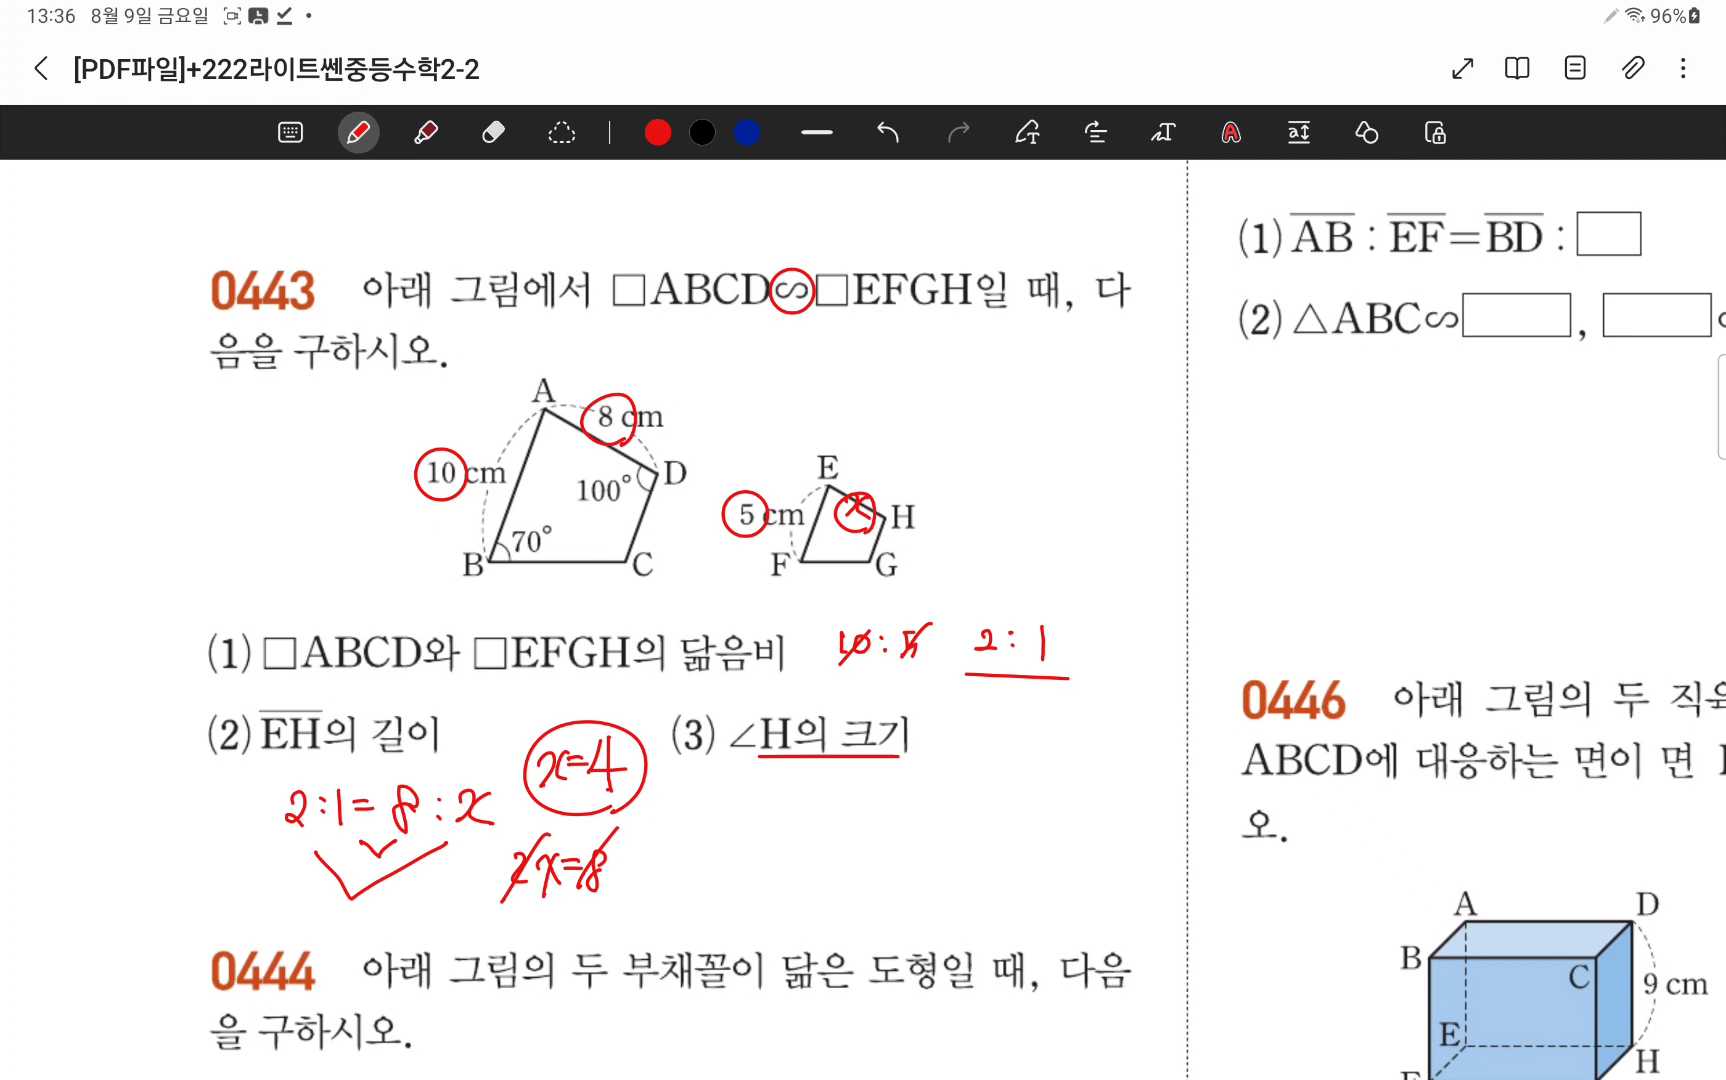 13:36 8월 9일 금요일
96%
[PDF파일]+222라이트쎈중등수학2-2
0443 아래 그림에서 □ABCD∽□EFGH일 때, 다
음을 구하시오.
A
8 cm
10 cm
D
100°
70°
B
C
E
5 cm
x
H
F
G
(1) □ABCD와 □EFGH의 닮음비 10 : 5 2 : 1
(2) EH의 길이 (3) ∠H의 크기
x=4
2:1=8:x
2x=8
0444 아래 그림의 두 부채꼴이 닮은 도형일 때, 다음
을 구하시오.
(1) AB : EF=BD : □
(2) △ABC∽□, □
0446 아래 그림의 두 직육
ABCD에 대응하는 면이 면
오.
A
D
B
C
9 cm
E
H